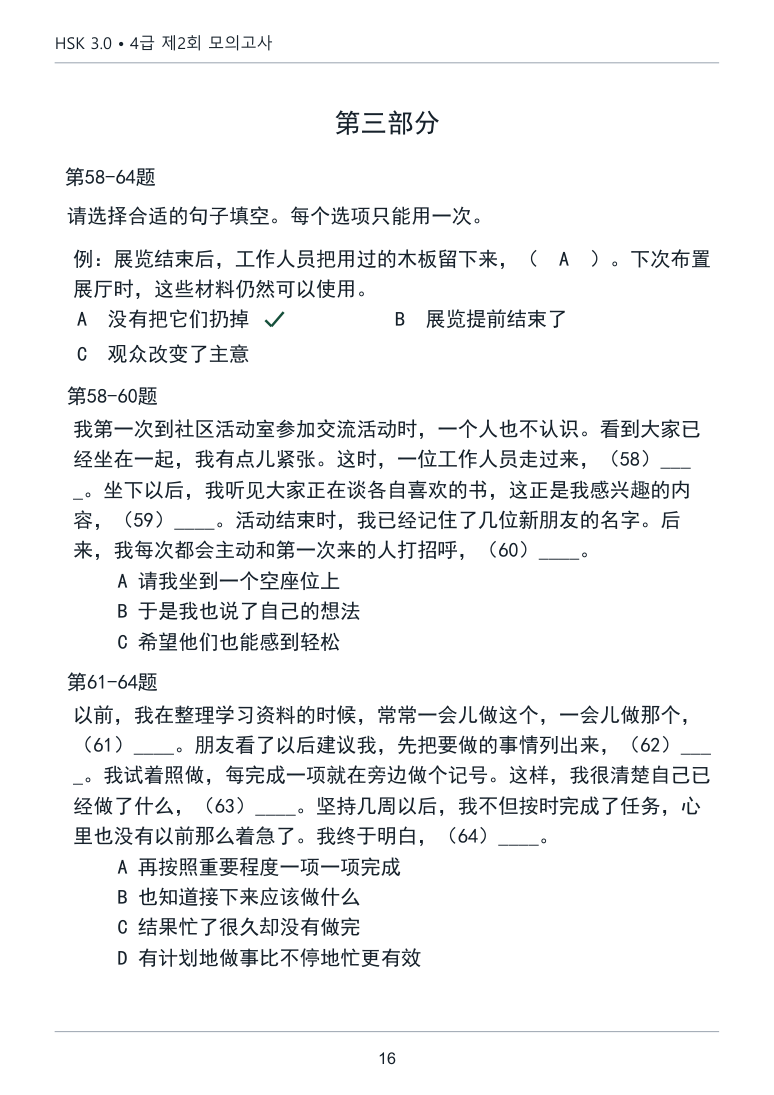 HSK 3.0 • 4급 제2회 모의고사
第三部分
第58-64题
请选择合适的句子填空。每个选项只能用一次。
例：展览结束后，工作人员把用过的木板留下来，（ A ）。下次布置
展厅时，这些材料仍然可以使用。
A 没有把它们扔掉 ✓ B 展览提前结束了
C 观众改变了主意
第58-60题
我第一次到社区活动室参加交流活动时，一个人也不认识。看到大家已
经坐在一起，我有点儿紧张。这时，一位工作人员走过来，（58）___
_。坐下以后，我听见大家正在谈各自喜欢的书，这正是我感兴趣的内
容，（59）____。活动结束时，我已经记住了几位新朋友的名字。后
来，我每次都会主动和第一次来的人打招呼，（60）____。
A 请我坐到一个空座位上
B 于是我也说了自己的想法
C 希望他们也能感到轻松
第61-64题
以前，我在整理学习资料的时候，常常一会儿做这个，一会儿做那个，
（61）____。朋友看了以后建议我，先把要做的事情列出来，（62）___
_。我试着照做，每完成一项就在旁边做个记号。这样，我很清楚自己已
经做了什么，（63）____。坚持几周以后，我不但按时完成了任务，心
里也没有以前那么着急了。我终于明白，（64）____。
A 再按照重要程度一项一项完成
B 也知道接下来应该做什么
C 结果忙了很久却没有做完
D 有计划地做事比不停地忙更有效
16